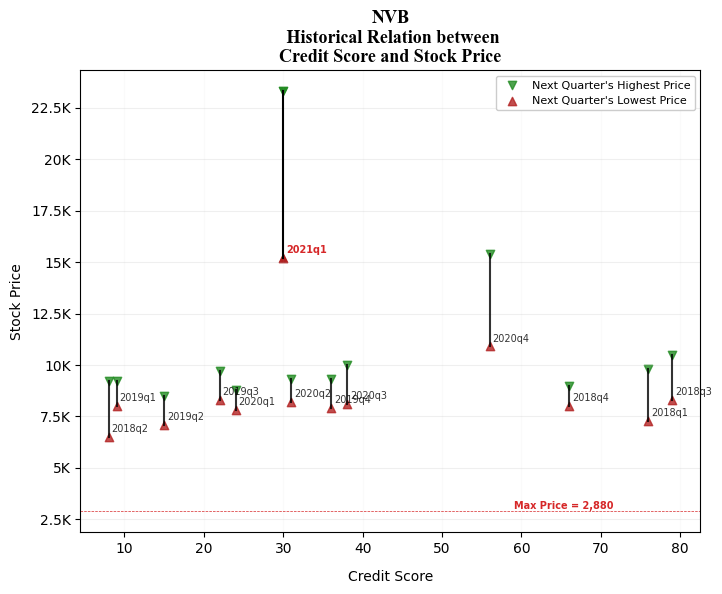 NVB
Historical Relation between
Credit Score and Stock Price
Next Quarter's Highest Price
Next Quarter's Lowest Price
Stock Price
22.5K
20K
17.5K
15K
12.5K
10K
7.5K
5K
2.5K
2021q1
2020q4
2019q1
2018q2
2019q2
2019q3
2020q1
2020q2
2019q4
2020q3
2018q4
2018q1
2018q3
Max Price = 2,880
10 20 30 40 50 60 70 80
Credit Score